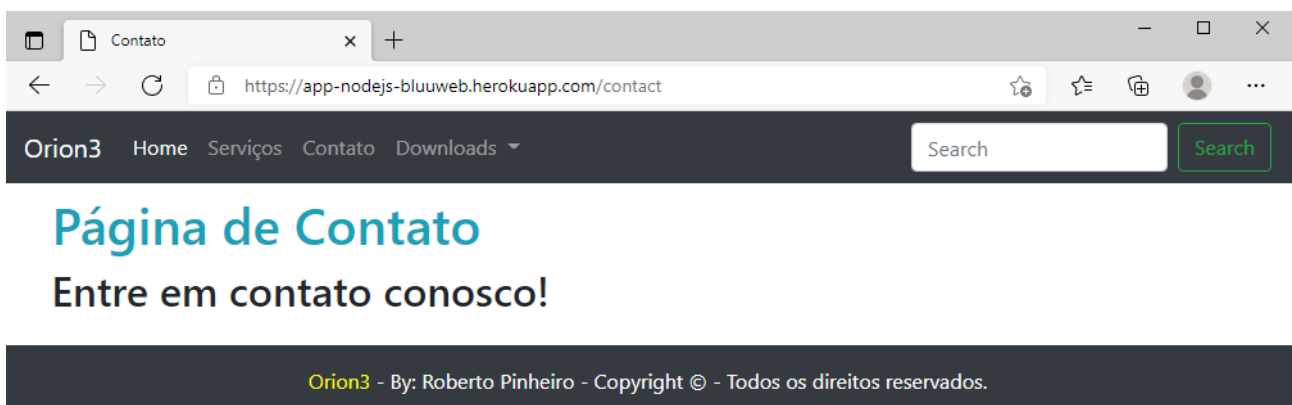 Contato
https://app-nodejs-bluuweb.herokuapp.com/contact
Orion3 Home Serviços Contato Downloads Search Search
Página de Contato
Entre em contato conosco!
Orion3 - By: Roberto Pinheiro - Copyright © - Todos os direitos reservados.